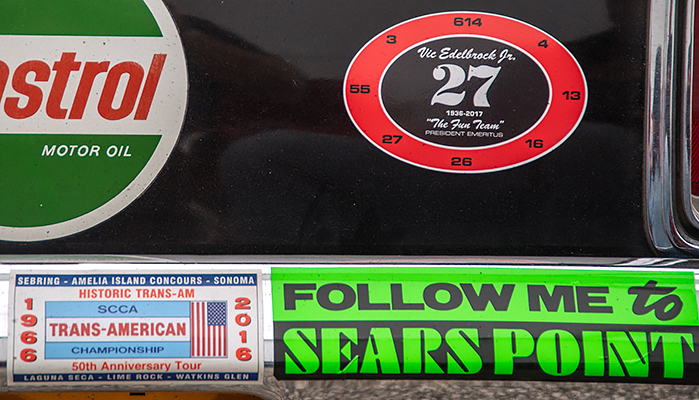 Castrol
MOTOR OIL
614
3
4
Vic Edelbrock Jr.
55
27
13
1936-2017
"The Fun Team"
PRESIDENT EMERITUS
27
16
26
SEBRING - AMELIA ISLAND CONCOURS - SONOMA
HISTORIC TRANS-AM
SCCA
1966
TRANS-AMERICAN
2016
CHAMPIONSHIP
50th Anniversary Tour
LAGUNA SECA - LIME ROCK - WATKINS GLEN
FOLLOW ME to
SEARS POINT